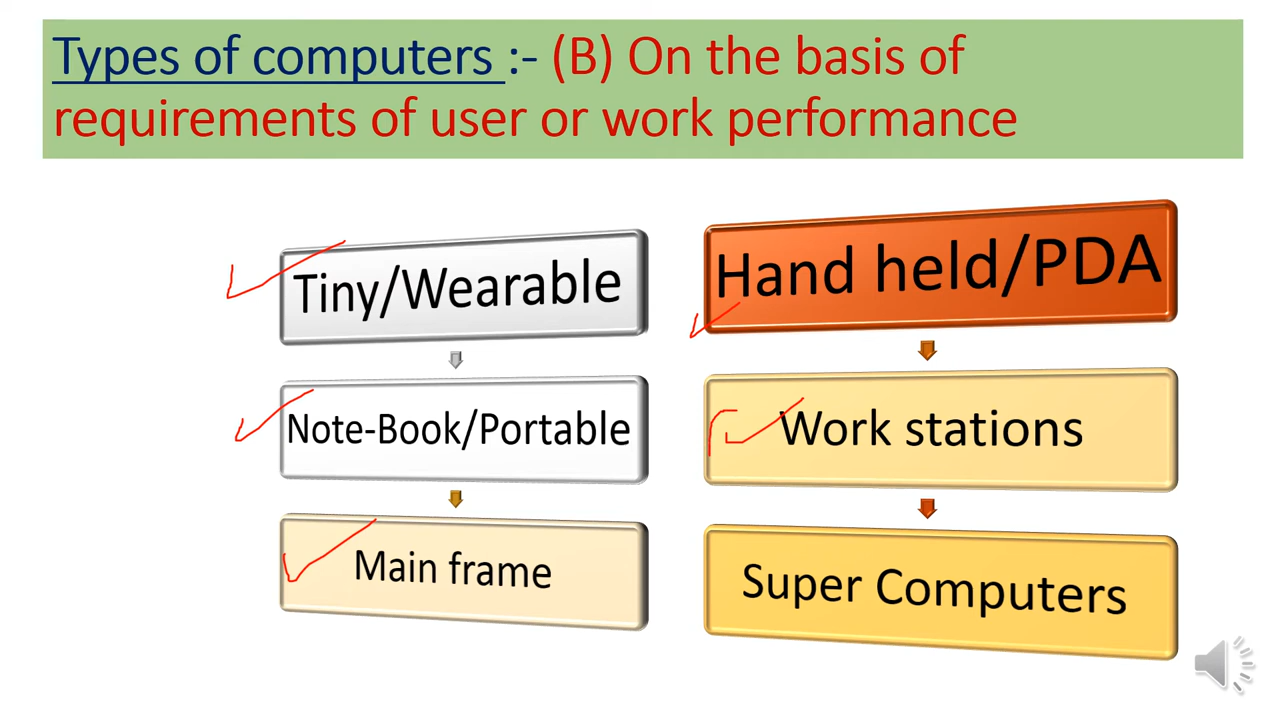 Types of computers :- (B) On the basis of
requirements of user or work performance
Tiny/Wearable
Hand held/PDA
Note-Book/Portable
Work stations
Main frame
Super Computers